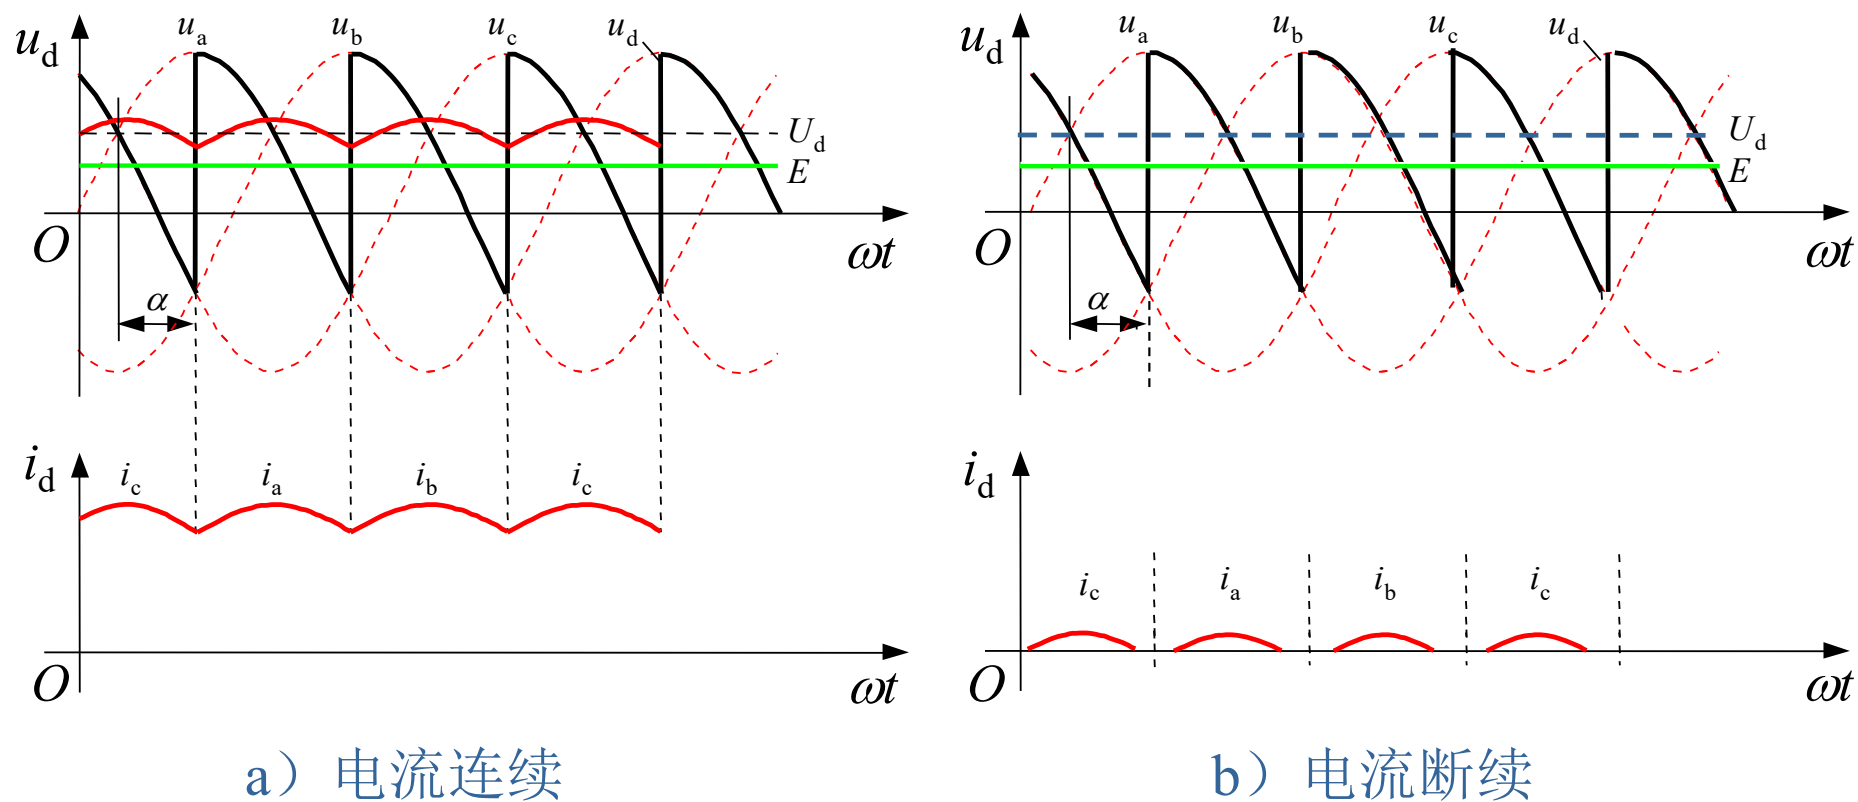 u_d u_a u_b u_c u_d
U_d
E
O
α
ωt
i_d i_c i_a i_b i_c
O
ωt
a）电流连续
u_d u_a u_b u_c u_d
U_d
E
O
α
ωt
i_d
i_c i_a i_b i_c
O
ωt
b）电流断续